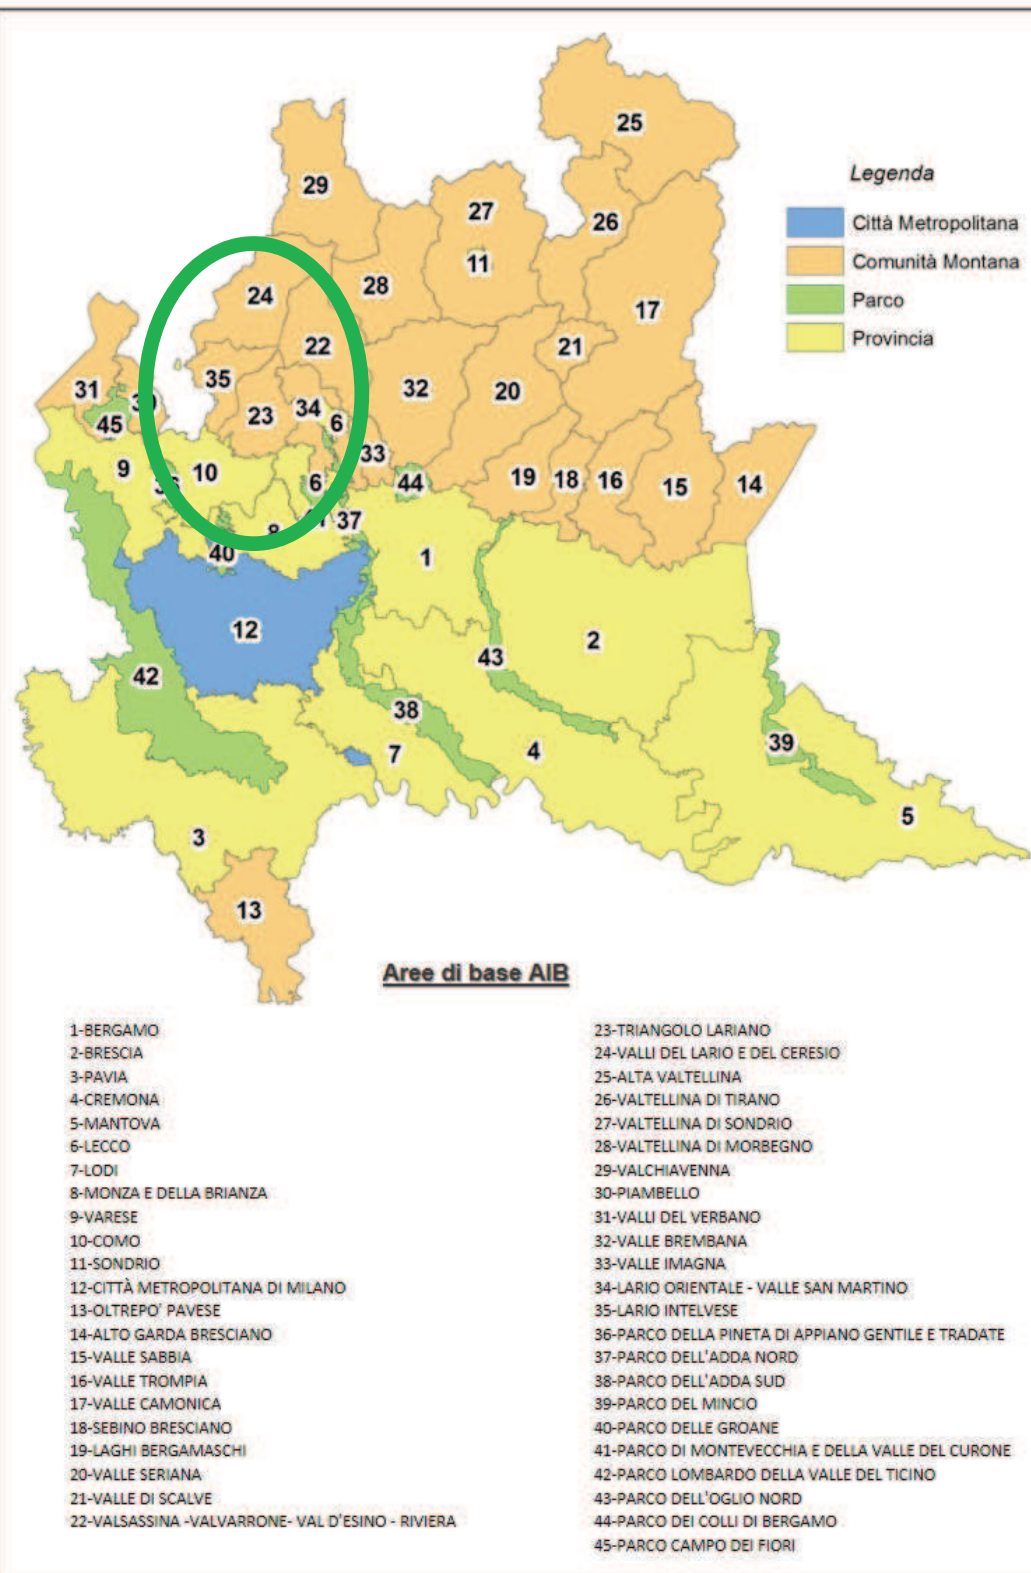 25
29
27
26
11
28
24
17
22
21
35
32
20
31
30
23
34
6
45
33
9
10
36
6
44
19
18
16
15
14
8
41
37
40
1
12
2
43
42
38
39
7
4
5
3
13
Legenda
Città Metropolitana
Comunità Montana
Parco
Provincia
Aree di base AIB
1-BERGAMO
2-BRESCIA
3-PAVIA
4-CREMONA
5-MANTOVA
6-LECCO
7-LODI
8-MONZA E DELLA BRIANZA
9-VARESE
10-COMO
11-SONDRIO
12-CITTÀ METROPOLITANA DI MILANO
13-OLTREPO' PAVESE
14-ALTO GARDA BRESCIANO
15-VALLE SABBIA
16-VALLE TROMPIA
17-VALLE CAMONICA
18-SEBINO BRESCIANO
19-LAGHI BERGAMASCHI
20-VALLE SERIANA
21-VALLE DI SCALVE
22-VALSASSINA -VALVARRONE- VAL D'ESINO - RIVIERA
23-TRIANGOLO LARIANO
24-VALLI DEL LARIO E DEL CERESIO
25-ALTA VALTELLINA
26-VALTELLINA DI TIRANO
27-VALTELLINA DI SONDRIO
28-VALTELLINA DI MORBEGNO
29-VALCHIAVENNA
30-PIAMBELLO
31-VALLI DEL VERBANO
32-VALLE BREMBANA
33-VALLE IMAGNA
34-LARIO ORIENTALE - VALLE SAN MARTINO
35-LARIO INTELVESE
36-PARCO DELLA PINETA DI APPIANO GENTILE E TRADATE
37-PARCO DELL'ADDA NORD
38-PARCO DELL'ADDA SUD
39-PARCO DEL MINCIO
40-PARCO DELLE GROANE
41-PARCO DI MONTEVECCHIA E DELLA VALLE DEL CURONE
42-PARCO LOMBARDO DELLA VALLE DEL TICINO
43-PARCO DELL'OGLIO NORD
44-PARCO DEI COLLI DI BERGAMO
45-PARCO CAMPO DEI FIORI